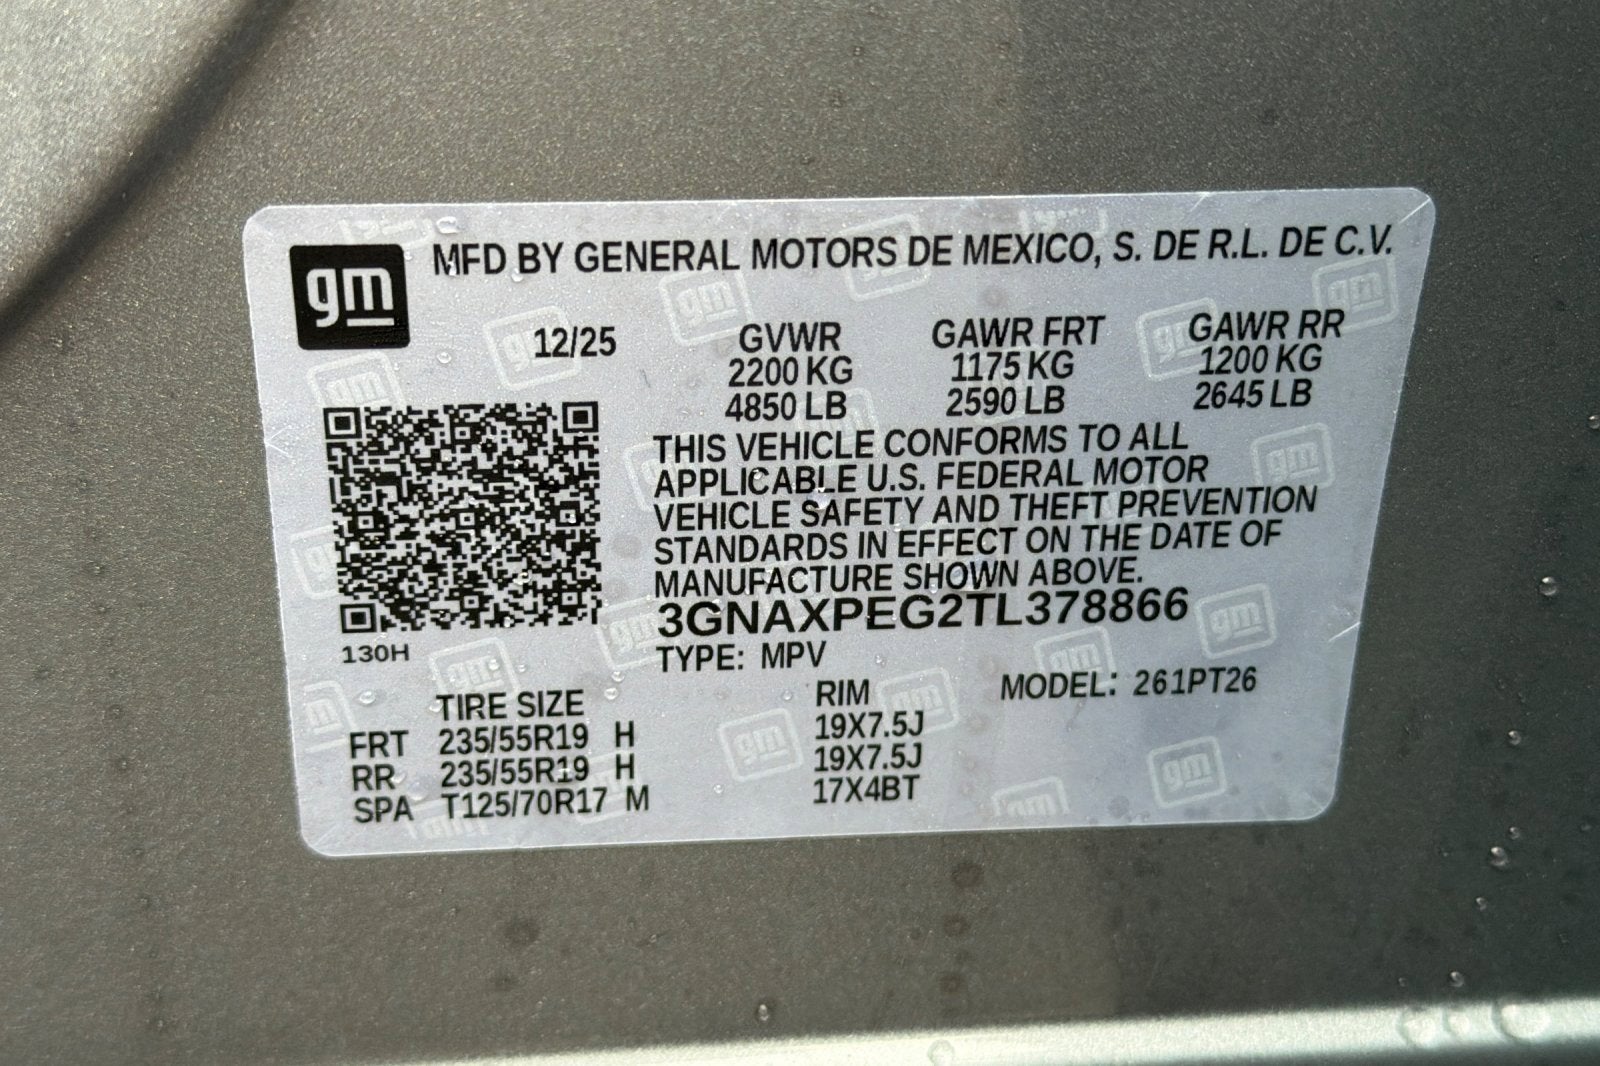 gm MFD BY GENERAL MOTORS DE MEXICO, S. DE R.L. DE C.V.
12/25 GVWR GAWR FRT GAWR RR
2200 KG 1175 KG 1200 KG
4850 LB 2590 LB 2645 LB
THIS VEHICLE CONFORMS TO ALL
APPLICABLE U.S. FEDERAL MOTOR
VEHICLE SAFETY AND THEFT PREVENTION
STANDARDS IN EFFECT ON THE DATE OF
MANUFACTURE SHOWN ABOVE.
3GNAXPEG2TL378866
130H TYPE: MPV
TIRE SIZE RIM MODEL: 261PT26
FRT 235/55R19 H 19X7.5J
RR 235/55R19 H 19X7.5J
SPA T125/70R17 M 17X4BT